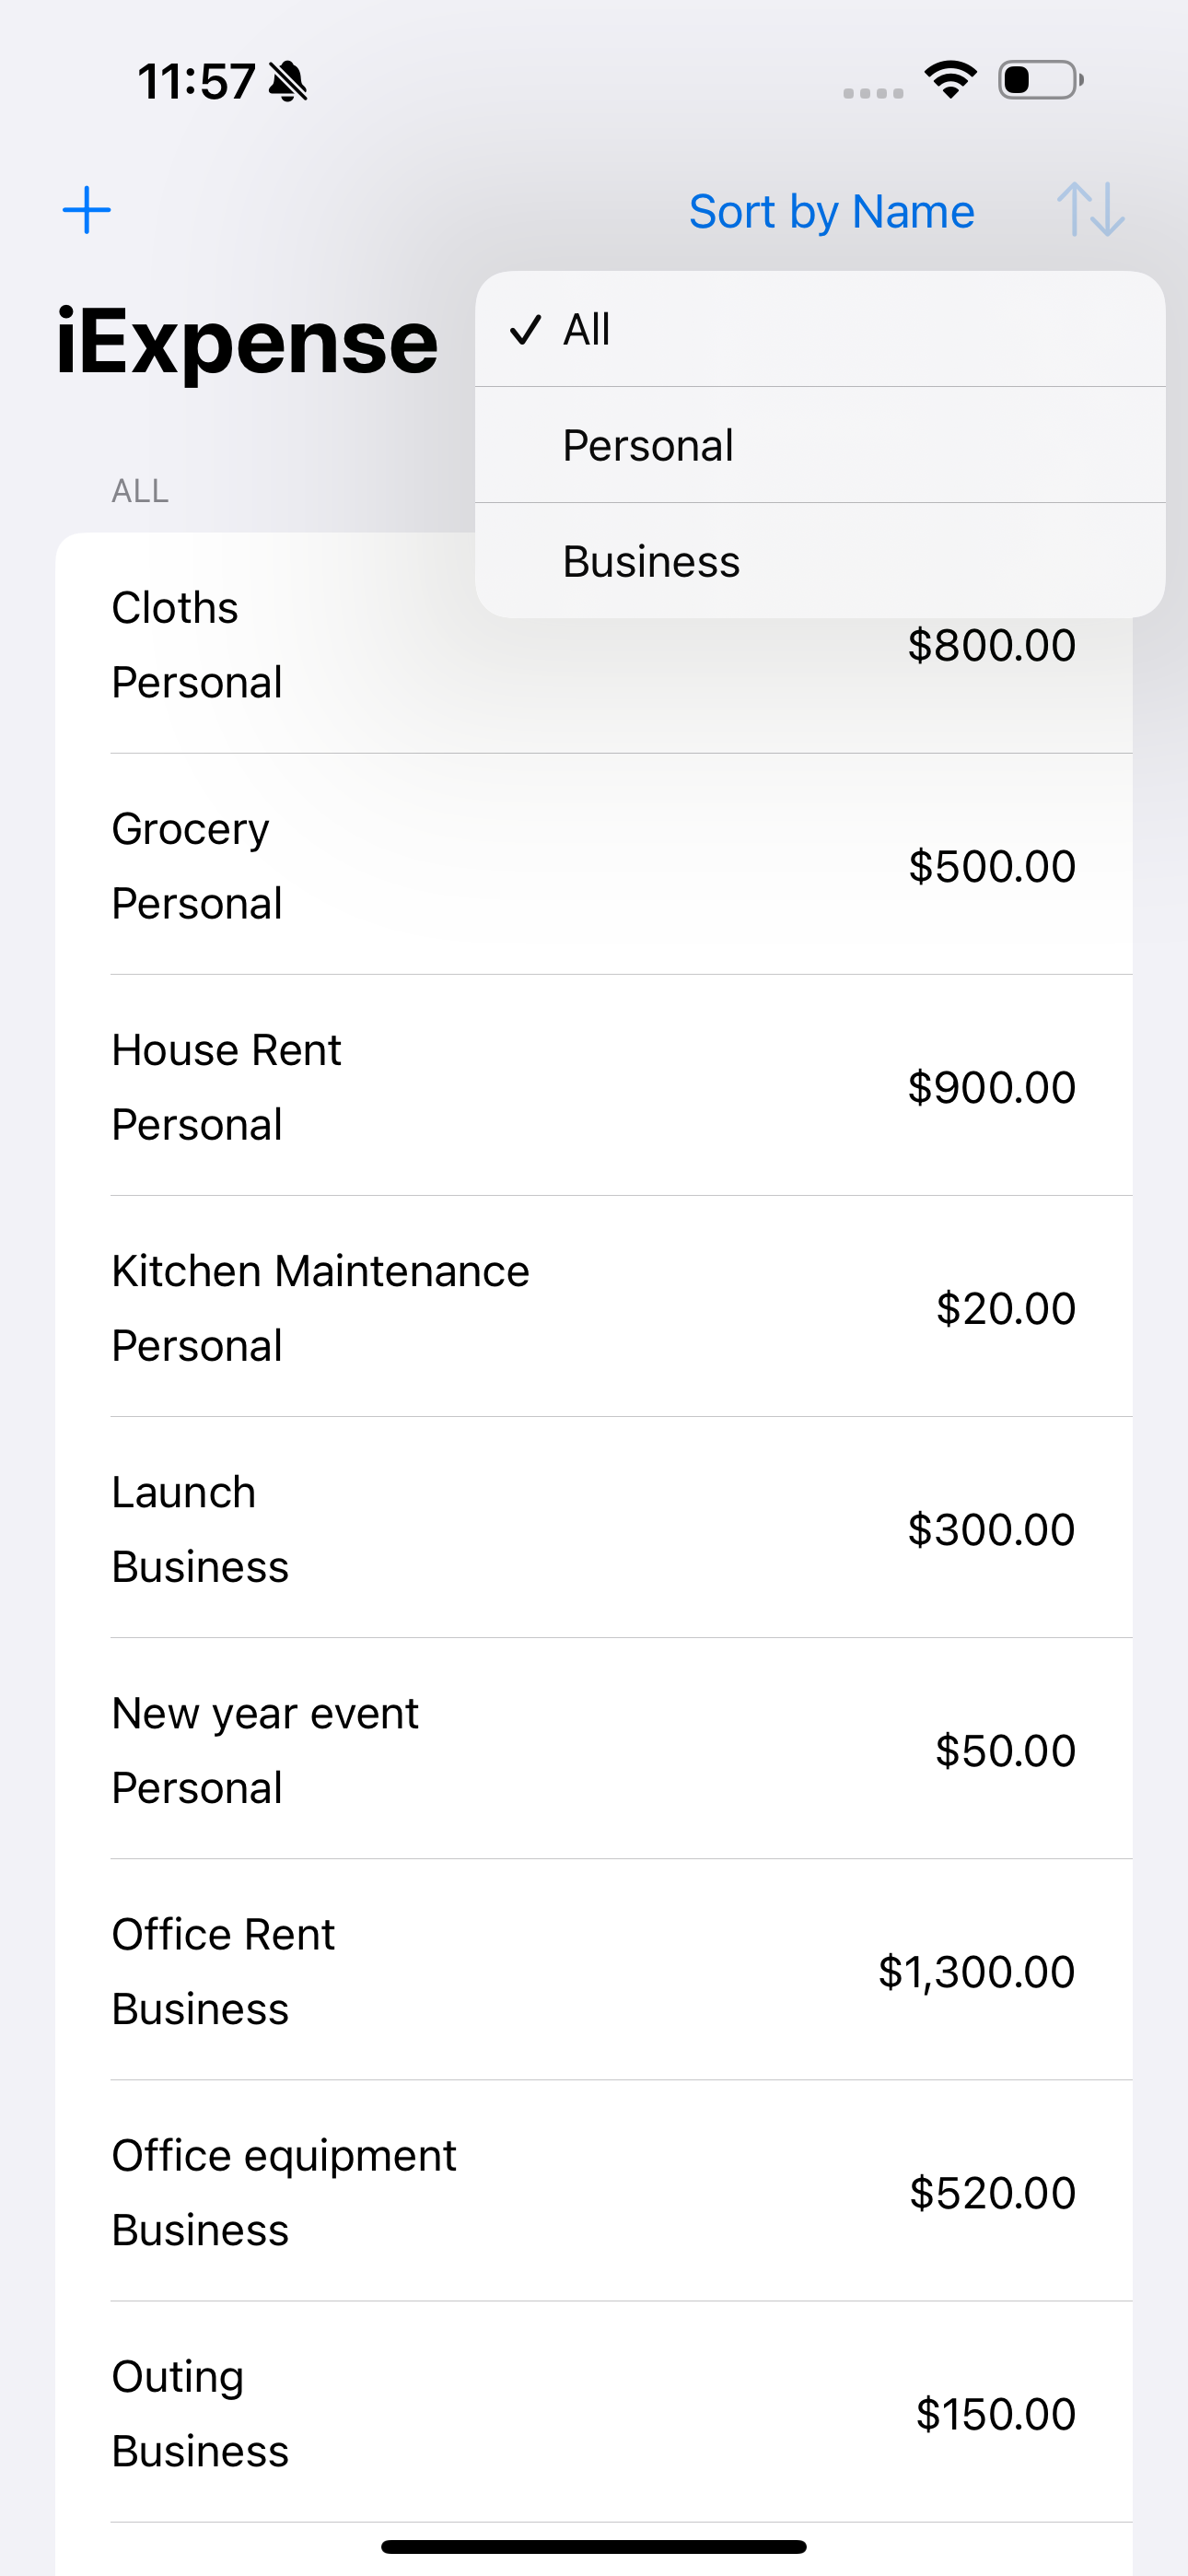 11:57
Sort by Name
iExpense
All
Personal
Business
ALL
Cloths
Personal
$800.00
Grocery
Personal
$500.00
House Rent
Personal
$900.00
Kitchen Maintenance
Personal
$20.00
Launch
Business
$300.00
New year event
Personal
$50.00
Office Rent
Business
$1,300.00
Office equipment
Business
$520.00
Outing
Business
$150.00